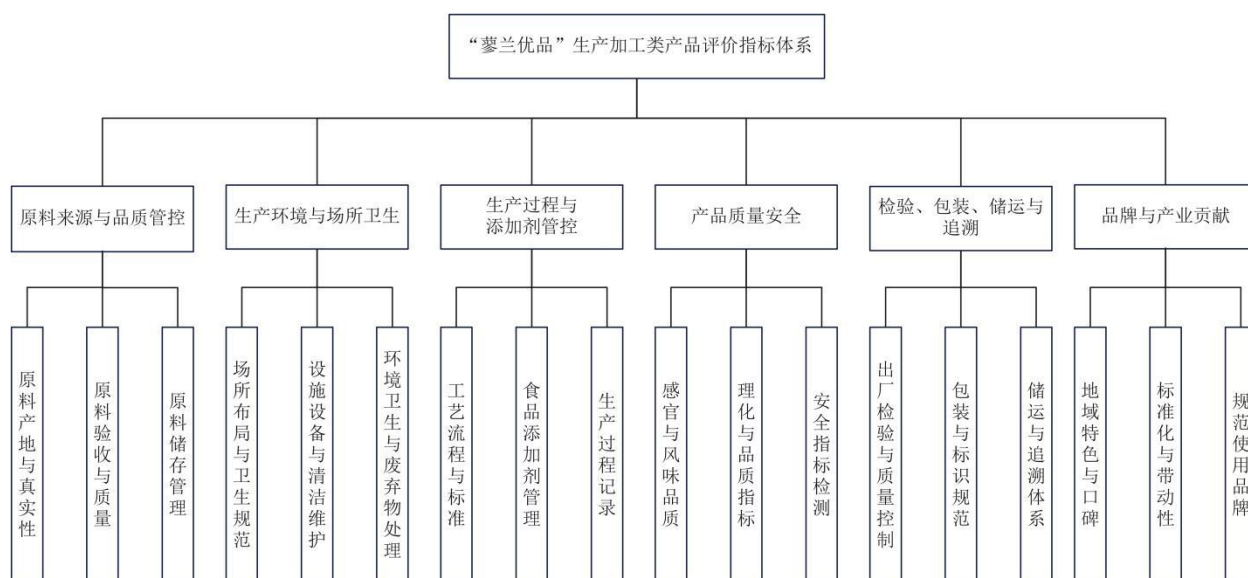 “蓼兰优品”生产加工类产品评价指标体系
原料来源与品质管控
生产环境与场所卫生
生产过程与
添加剂管控
产品质量安全
检验、包装、储运与
追溯
品牌与产业贡献
原料产地与真实性
原料验收与质量
原料储存管理
场所布局与卫生规范
设施设备与清洁维护
环境卫生与废弃物处理
工艺流程与标准
食品添加剂管理
生产过程记录
感官与风味品质
理化与品质指标
安全指标检测
出厂检验与质量控制
包装与标识规范
储运与追溯体系
地域特色与口碑
标准化与带动性
规范使用品牌